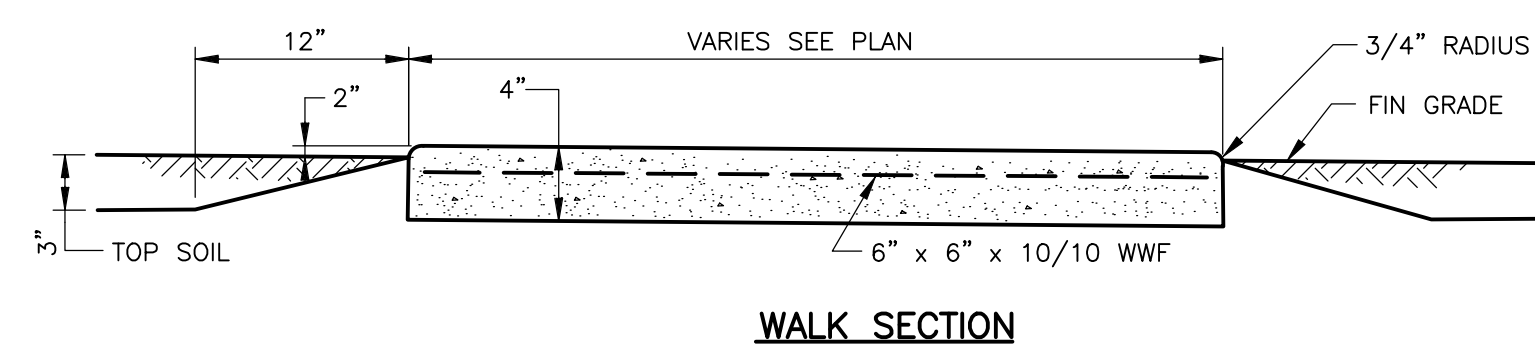 12”
VARIES SEE PLAN
3/4” RADIUS
2”
4”
FIN GRADE
3”
TOP SOIL
6” x 6” x 10/10 WWF
WALK SECTION